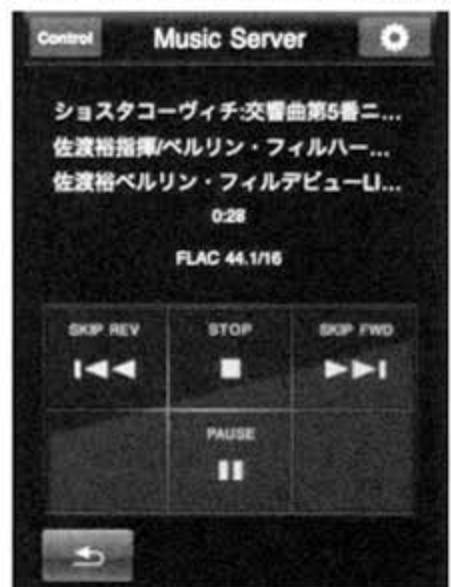 Control
Music Server
ショスタコーヴィチ:交響曲第5番ニ...
佐渡裕指揮/ベルリン・フィルハー...
佐渡裕ベルリン・フィルデビューLI...
0:28
FLAC 44.1/16
SKIP REV
STOP
SKIP FWD
PAUSE